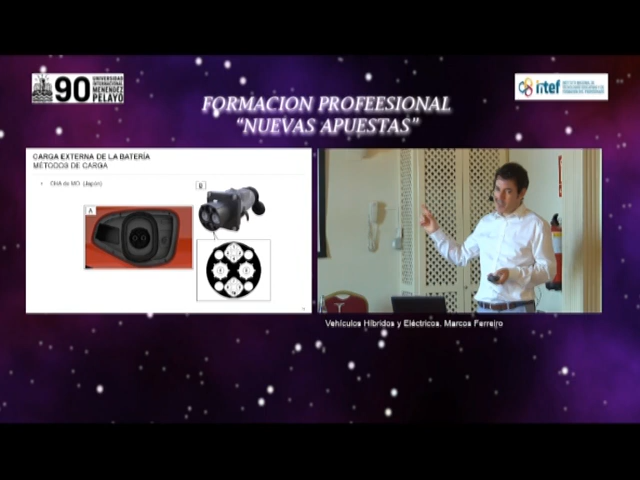 90
UNIVERSIDAD
INTERNACIONAL
MENÉNDEZ
PELAYO
intef
FORMACION PROFEESIONAL
“NUEVAS APUESTAS”
CARGA EXTERNA DE LA BATERÍA
MÉTODOS DE CARGA
• CHA de MO (Japón)
A
B
Vehículos Híbridos y Eléctricos. Marcos Ferreiro